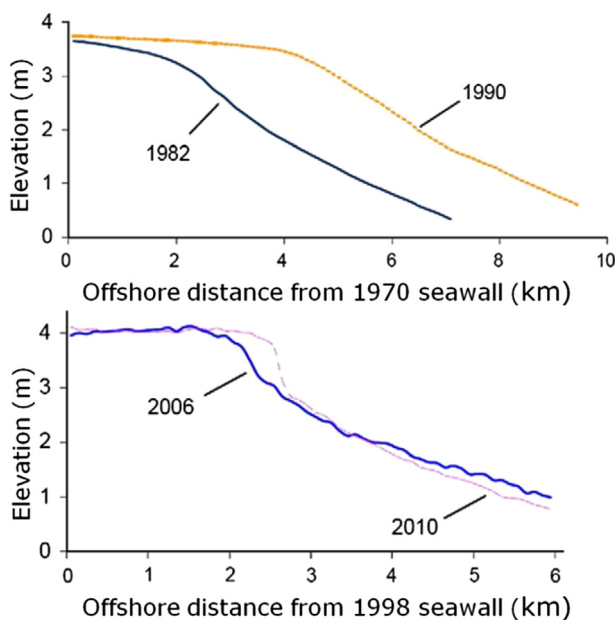 4
3
2
1
0
Elevation (m)
1990
1982
0 2 4 6 8 10
Offshore distance from 1970 seawall (km)
4
3
2
1
0
Elevation (m)
2006
2010
0 1 2 3 4 5 6
Offshore distance from 1998 seawall (km)